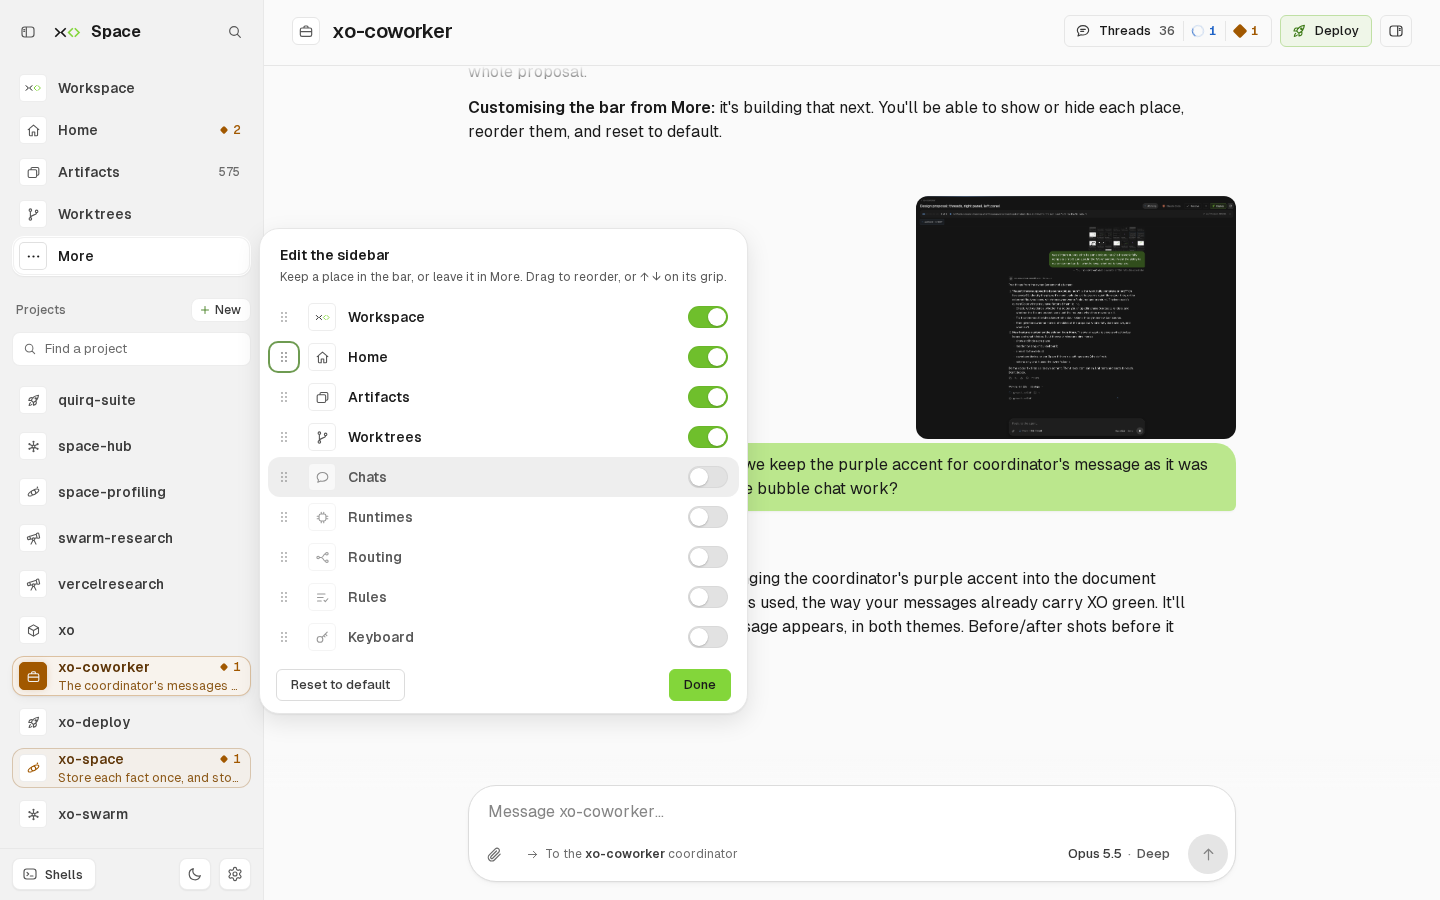 Space
Workspace
Home
2
Artifacts
575
Worktrees
More
Projects
+ New
Find a project
quirq-suite
space-hub
space-profiling
swarm-research
vercelresearch
xo
xo-coworker
1
The coordinator's messages ...
xo-deploy
xo-space
1
Store each fact once, and sto...
xo-swarm
Shells
xo-coworker
Threads 36
1
1
Deploy
whole proposal.
Customising the bar from More: it's building that next. You'll be able to show or hide each place,
reorder them, and reset to default.
we keep the purple accent for coordinator's message as it was
bubble chat work?
the coordinator's purple accent into the document
used, the way your messages already carry XO green. It'll
appears, in both themes. Before/after shots before it
Edit the sidebar
Keep a place in the bar, or leave it in More. Drag to reorder, or ↑ ↓ on its grip.
Workspace
Home
Artifacts
Worktrees
Chats
Runtimes
Routing
Rules
Keyboard
Reset to default
Done
Message xo-coworker...
→ To the xo-coworker coordinator
Opus 5.5 · Deep